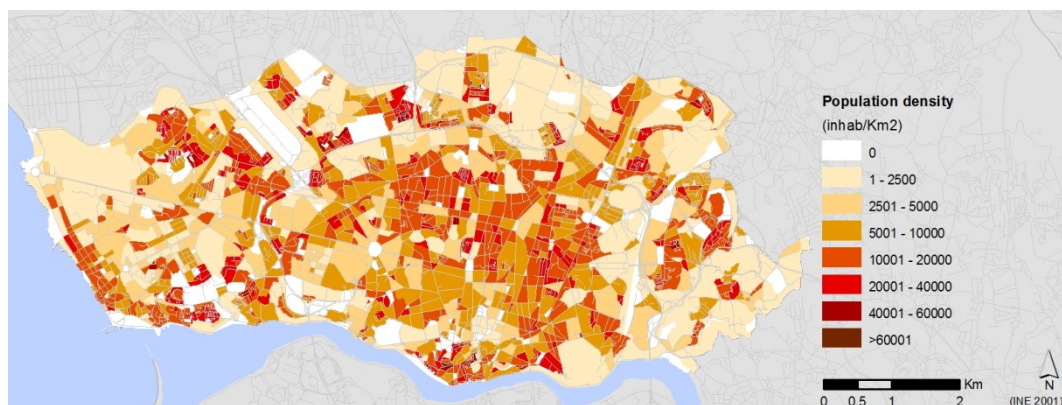 Population density
(inhab/Km2)
0
1 - 2500
2501 - 5000
5001 - 10000
10001 - 20000
20001 - 40000
40001 - 60000
>60001
Km
0 0.5 1 2
N
(INE 2001